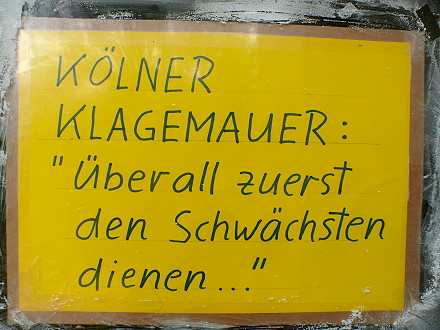 KÖLNER
KLAGEMAUER:
"Überall zuerst
den Schwächsten
dienen..."